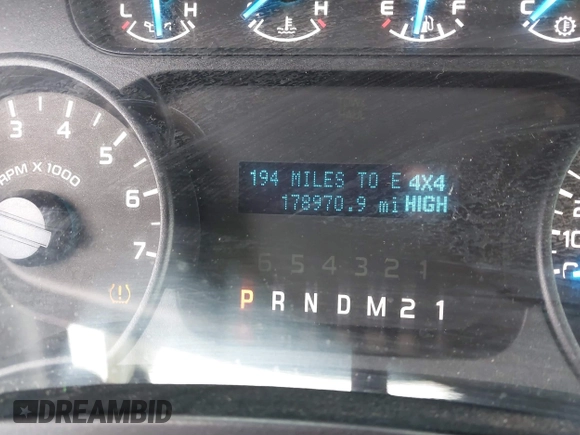 L H H E F C
3 4 5 6 7
RPM X 1000
194 MILES TO E 4X4
178970.9 mi HIGH
6 5 4 3 2 1
P R N D M 2 1
DREAMBID